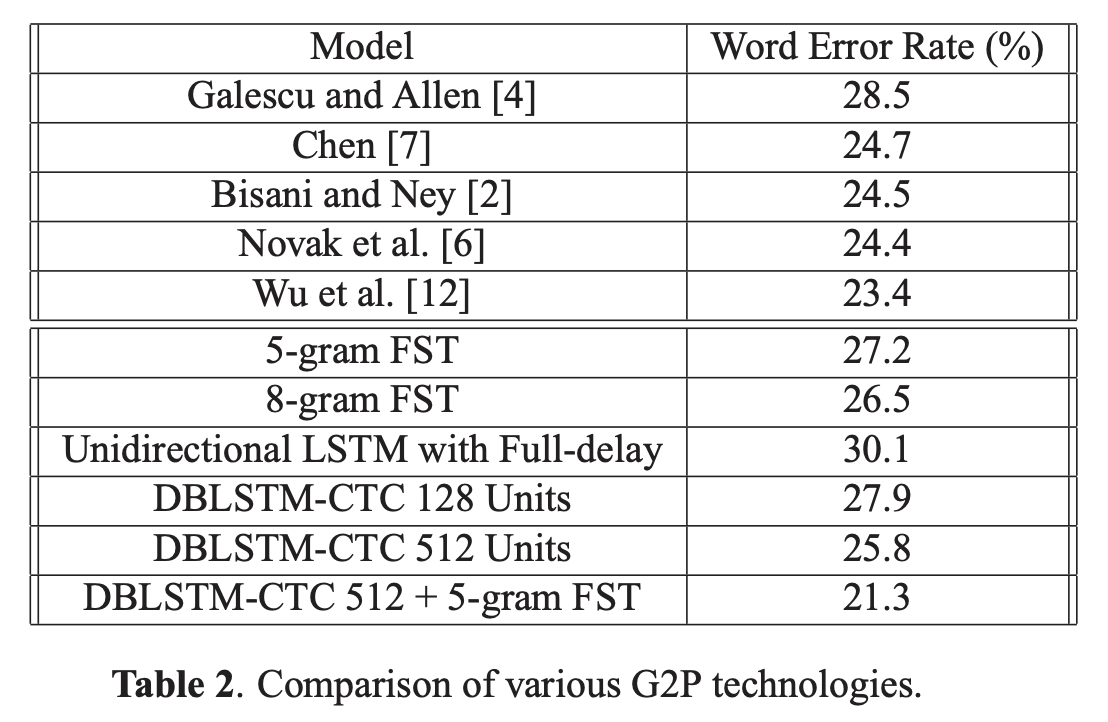 Model Word Error Rate (%)
Galescu and Allen [4] 28.5
Chen [7] 24.7
Bisani and Ney [2] 24.5
Novak et al. [6] 24.4
Wu et al. [12] 23.4
5-gram FST 27.2
8-gram FST 26.5
Unidirectional LSTM with Full-delay 30.1
DBLSTM-CTC 128 Units 27.9
DBLSTM-CTC 512 Units 25.8
DBLSTM-CTC 512 + 5-gram FST 21.3
Table 2. Comparison of various G2P technologies.